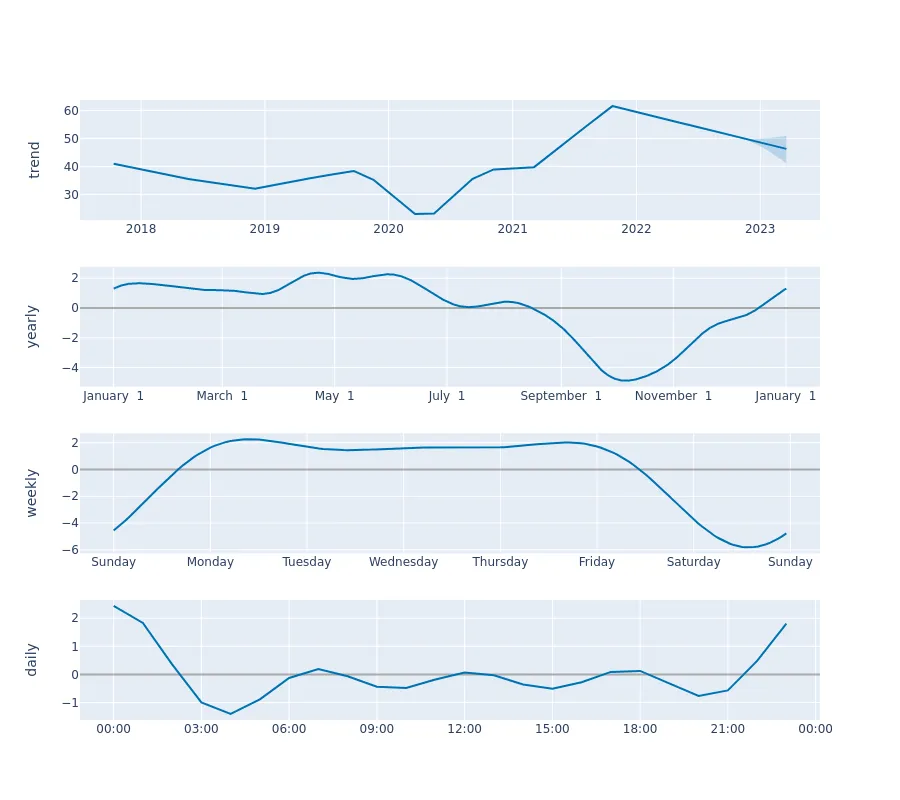 trend
60
50
40
30
2018 2019 2020 2021 2022 2023
yearly
2
0
−2
−4
January 1 March 1 May 1 July 1 September 1 November 1 January 1
weekly
2
0
−2
−4
−6
Sunday Monday Tuesday Wednesday Thursday Friday Saturday Sunday
daily
2
1
0
−1
00:00 03:00 06:00 09:00 12:00 15:00 18:00 21:00 00:00